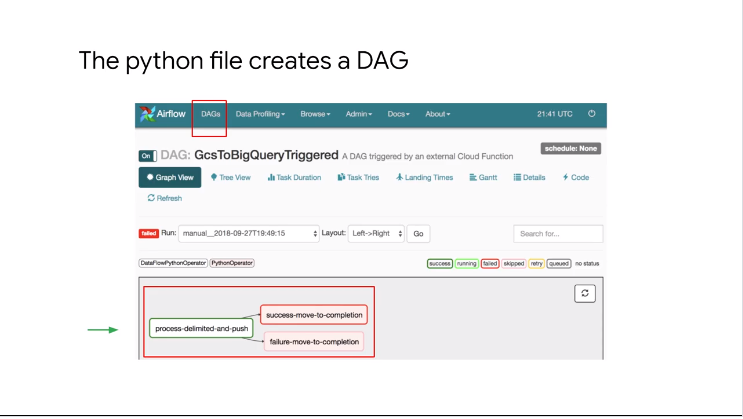 The python file creates a DAG
Airflow DAGs Data Profiling Browse Admin Docs About 21:41 UTC
On DAG: GcsToBigQueryTriggered A DAG triggered by an external Cloud Function schedule: None
Graph View Tree View Task Duration Task Tries Landing Times Gantt Details Code
Refresh
failed Run: manual__2018-09-27T19:49:15 Layout: Left->Right Go Search for...
DataFlowPythonOperator PythonOperator success running failed skipped retry queued no status
success-move-to-completion
process-delimited-and-push
failure-move-to-completion